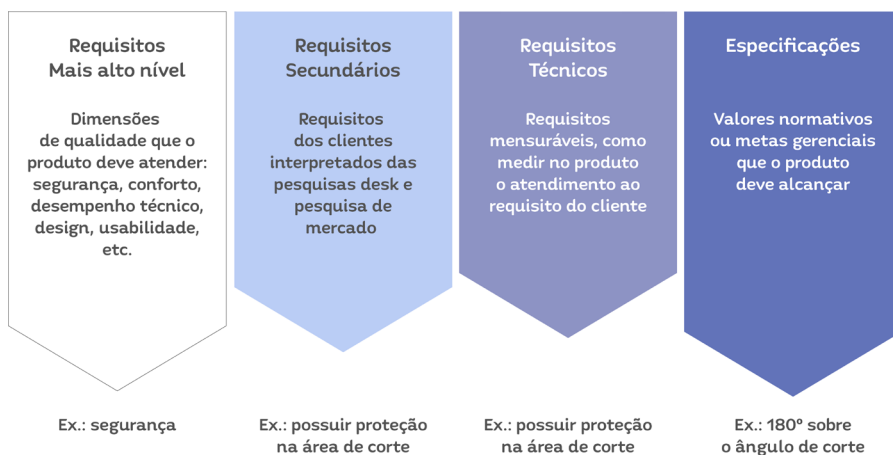 Requisitos
Mais alto nível
Dimensões
de qualidade que o
produto deve atender:
segurança, conforto,
desempenho técnico,
design, usabilidade,
etc.
Ex.: segurança
Requisitos
Secundários
Requisitos
dos clientes
interpretados das
pesquisas desk e
pesquisa de
mercado
Ex.: possuir proteção
na área de corte
Requisitos
Técnicos
Requisitos
mensuráveis, como
medir no produto
o atendimento ao
requisito do cliente
Ex.: possuir proteção
na área de corte
Especificações
Valores normativos
ou metas gerenciais
que o produto
deve alcançar
Ex.: 180º sobre
o ângulo de corte